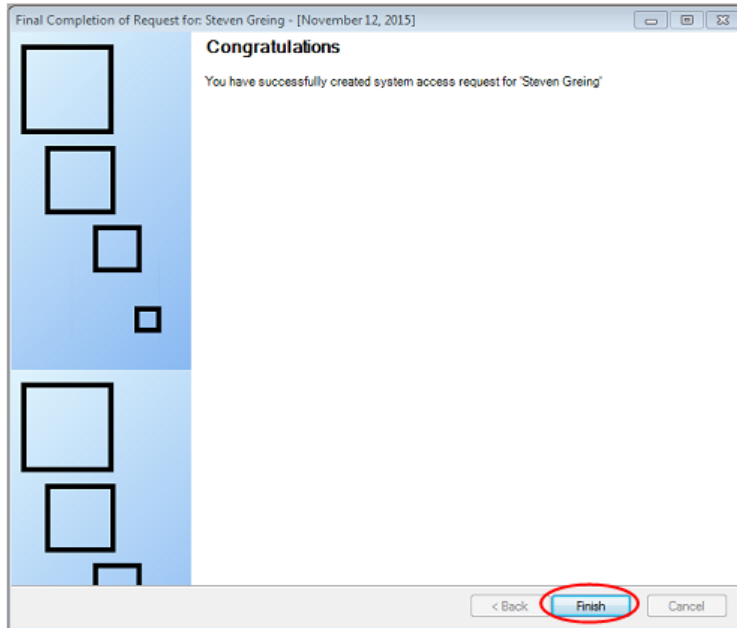 Final Completion of Request for: Steven Greing - [November 12, 2015]
Congratulations
You have successfully created system access request for 'Steven Greing'
< Back
Finish
Cancel